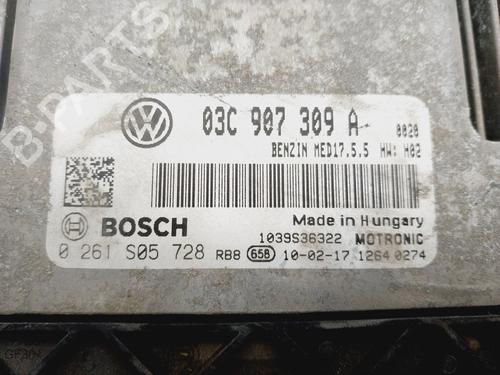 B-PARTS
03C 907 309 A
0020
BENZIN MED17.5.5 HW: H02
BOSCH
Made in Hungary
1039S36322 MOTRONIC
0 261 S05 728 RB8 658 10-02-17 1264 0274